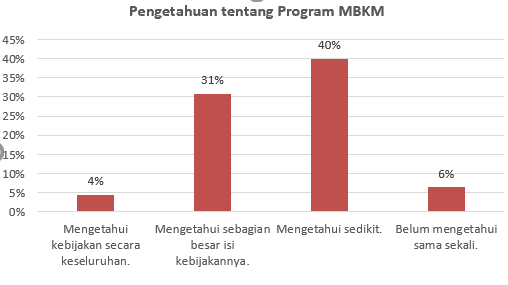 Pengetahuan tentang Program MBKM
45%
40%
35%
30%
25%
20%
15%
10%
5%
0%
4%
31%
40%
6%
Mengetahui
kebijakan secara
keseluruhan.
Mengetahui sebagian
besar isi
kebijakannya.
Mengetahui sedikit.
Belum mengetahui
sama sekali.